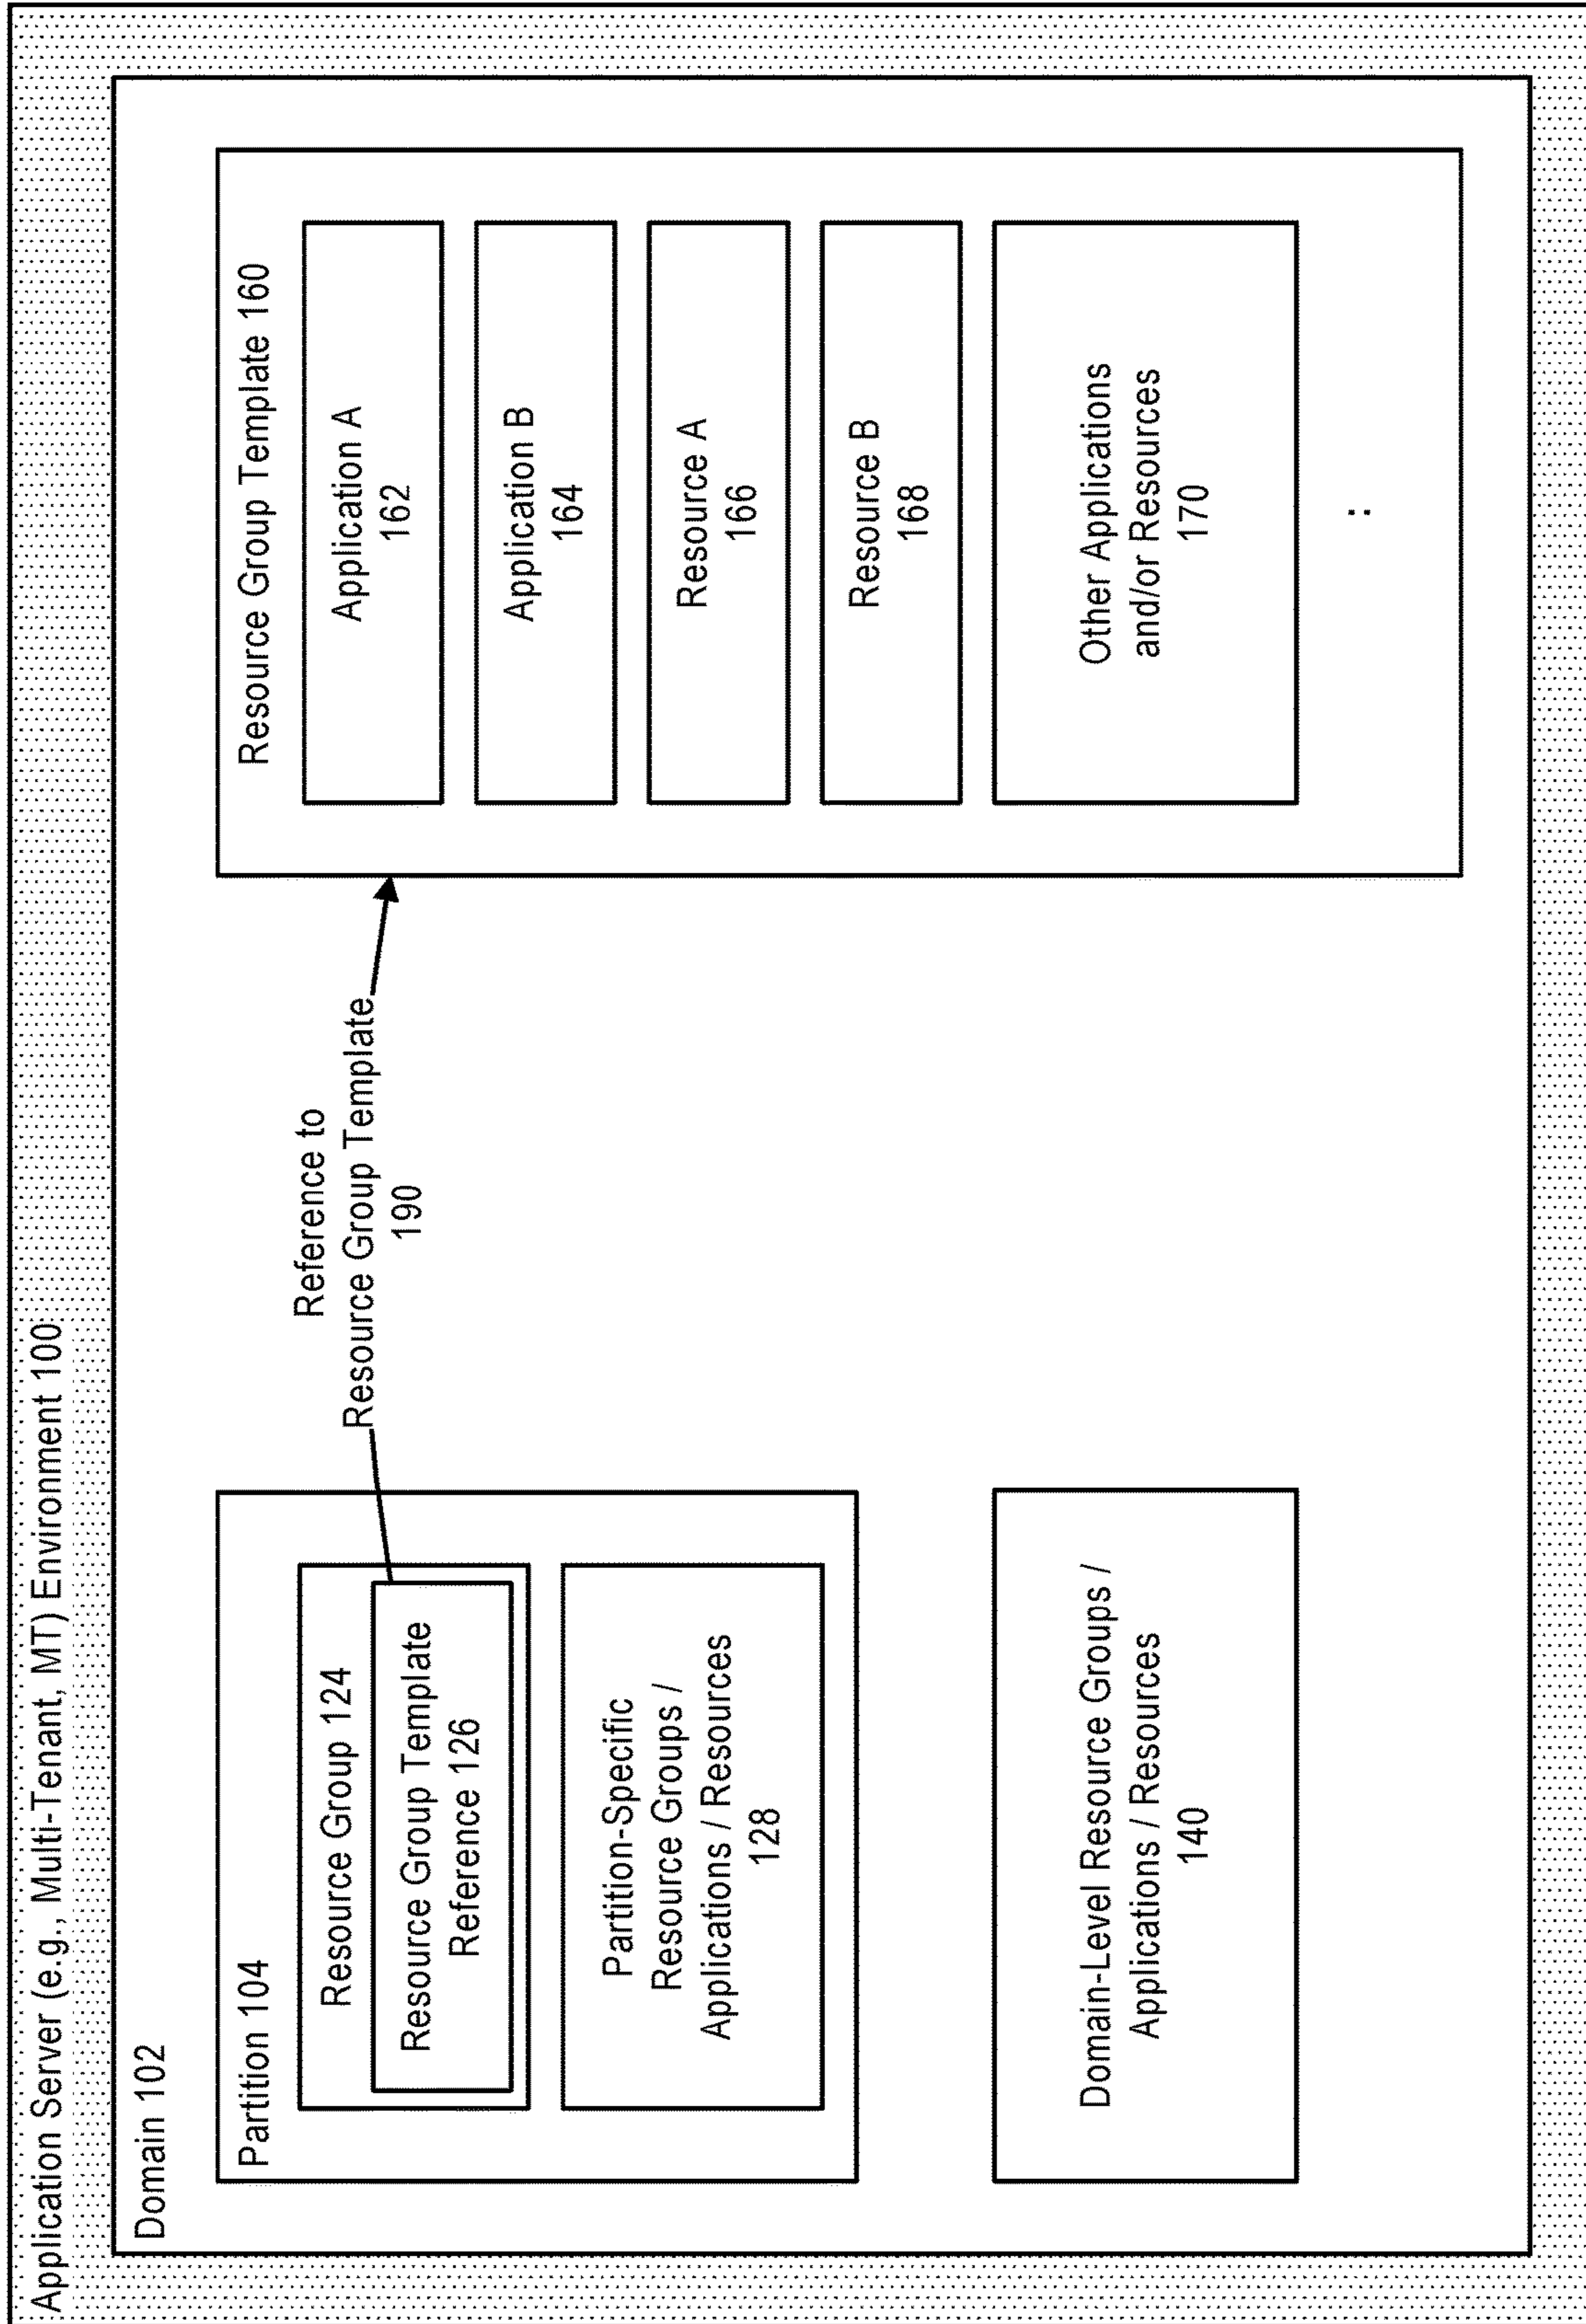 Application Server (e.g., Multi-Tenant, MT) Environment 100
Domain 102
Partition 104
Resource Group 124
Resource Group Template
Reference 126
Partition-Specific
Resource Groups /
Applications / Resources
128
Domain-Level Resource Groups /
Applications / Resources
140
Reference to
Resource Group Template
190
Resource Group Template 160
Application A
162
Application B
164
Resource A
166
Resource B
168
Other Applications
and/or Resources
170
..